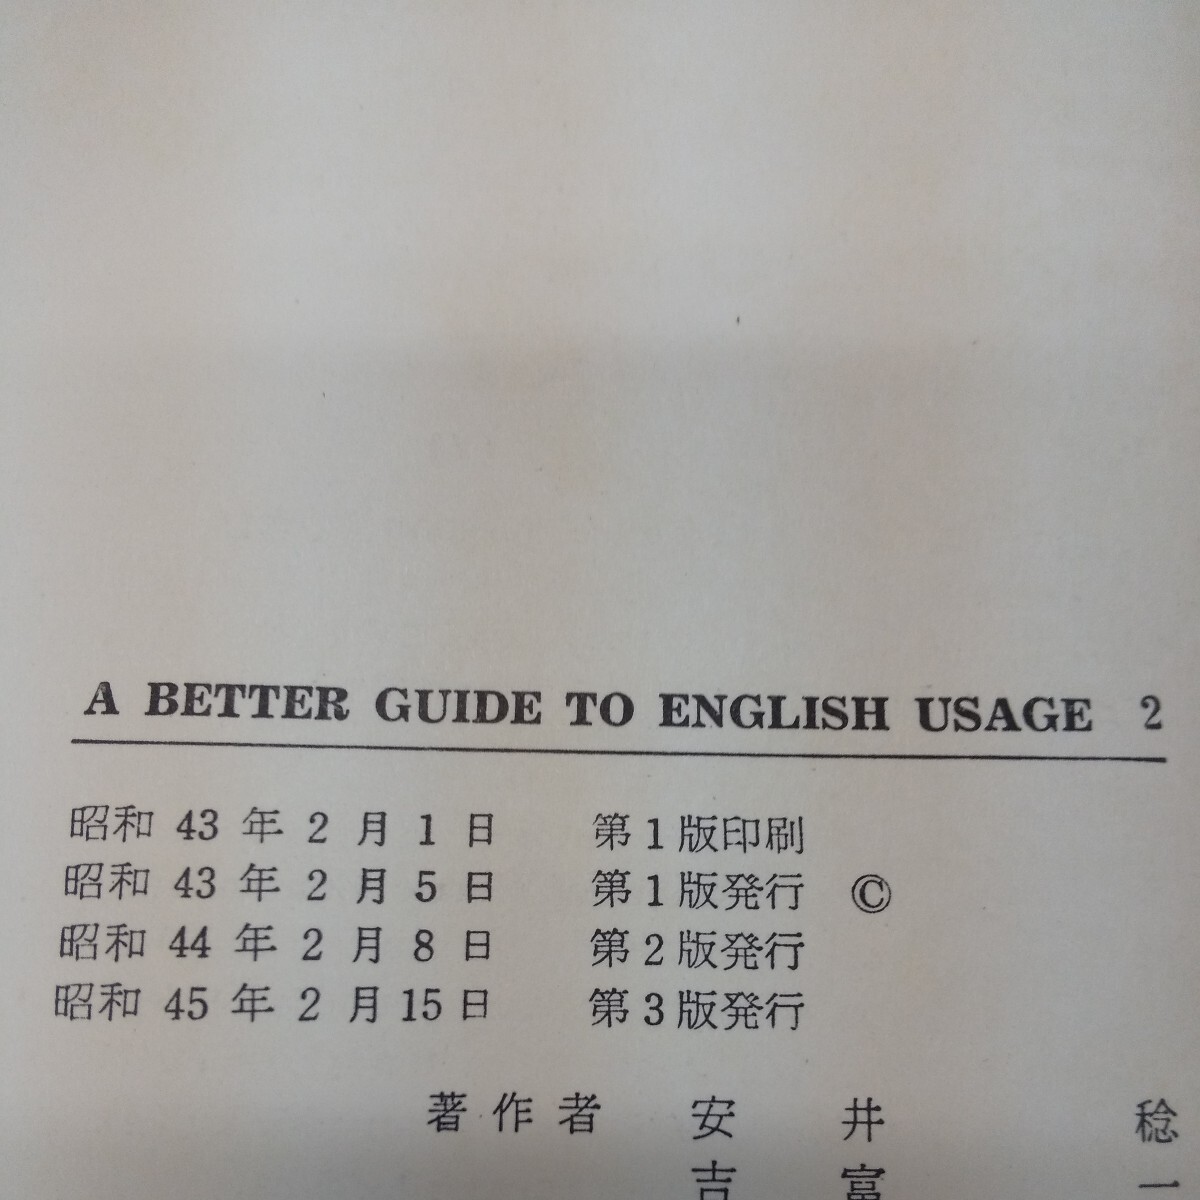 A BETTER GUIDE TO ENGLISH USAGE 2
昭和 43 年 2 月 1 日 第 1 版印刷
昭和 43 年 2 月 5 日 第 1 版発行 ©
昭和 44 年 2 月 8 日 第 2 版発行
昭和 45 年 2 月 15 日 第 3 版発行
著作者 安井 稔
吉富 一